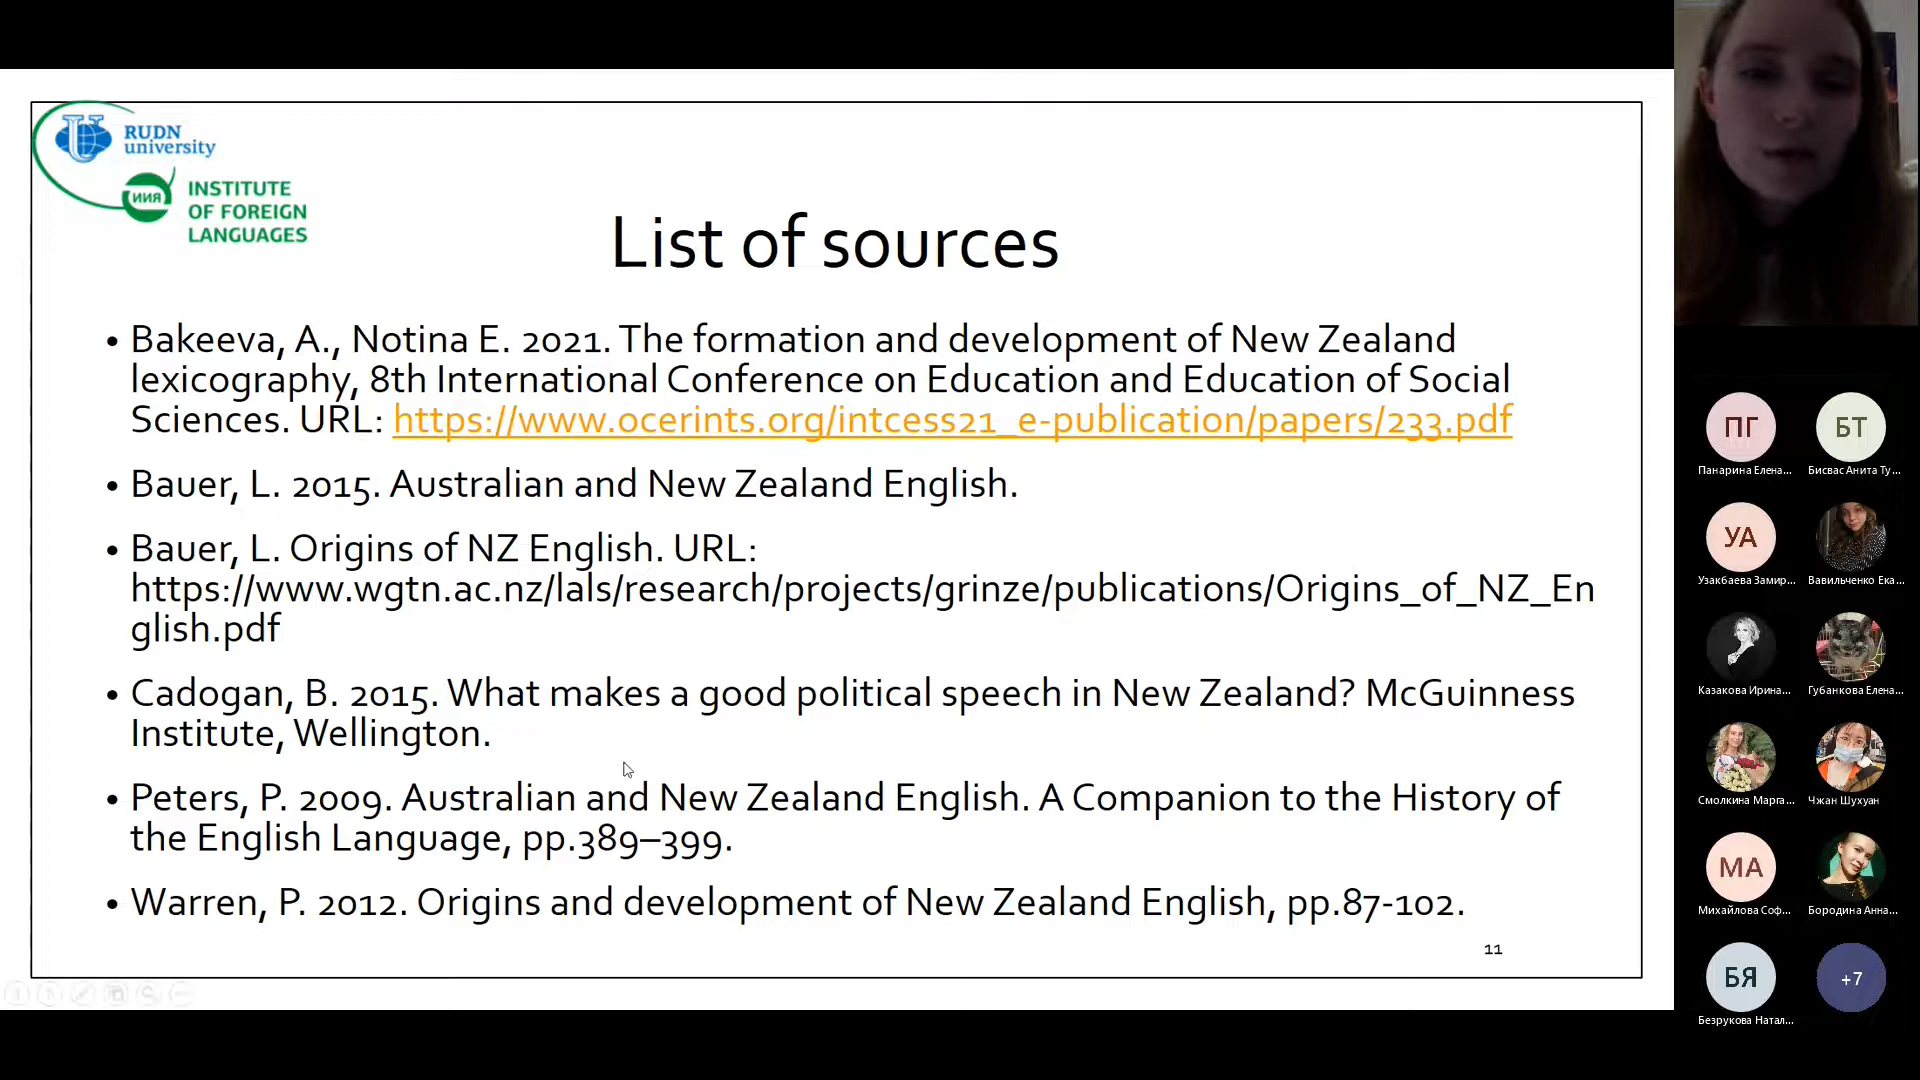 RUDN
university
ИИЯ
INSTITUTE
OF FOREIGN
LANGUAGES
List of sources
• Bakeeva, A., Notina E. 2021. The formation and development of New Zealand
lexicography, 8th International Conference on Education and Education of Social
Sciences. URL: https://www.ocerints.org/intcess21_e-publication/papers/233.pdf
• Bauer, L. 2015. Australian and New Zealand English.
• Bauer, L. Origins of NZ English. URL:
https://www.wgtn.ac.nz/lals/research/projects/grinze/publications/Origins_of_NZ_En
glish.pdf
• Cadogan, B. 2015. What makes a good political speech in New Zealand? McGuinness
Institute, Wellington.
• Peters, P. 2009. Australian and New Zealand English. A Companion to the History of
the English Language, pp.389–399.
• Warren, P. 2012. Origins and development of New Zealand English, pp.87-102.
11
ПГ
БТ
Панарина Елена...
Бисвас Анита Ту...
УА
Узакбаева Замир...
Вавильченко Ека...
Казакова Ирина...
Губанкова Елена...
Смолкина Марга...
Чжан Шухуан
МА
Михайлова Соф...
Бородина Анна...
БЯ
+7
Безрукова Натал...